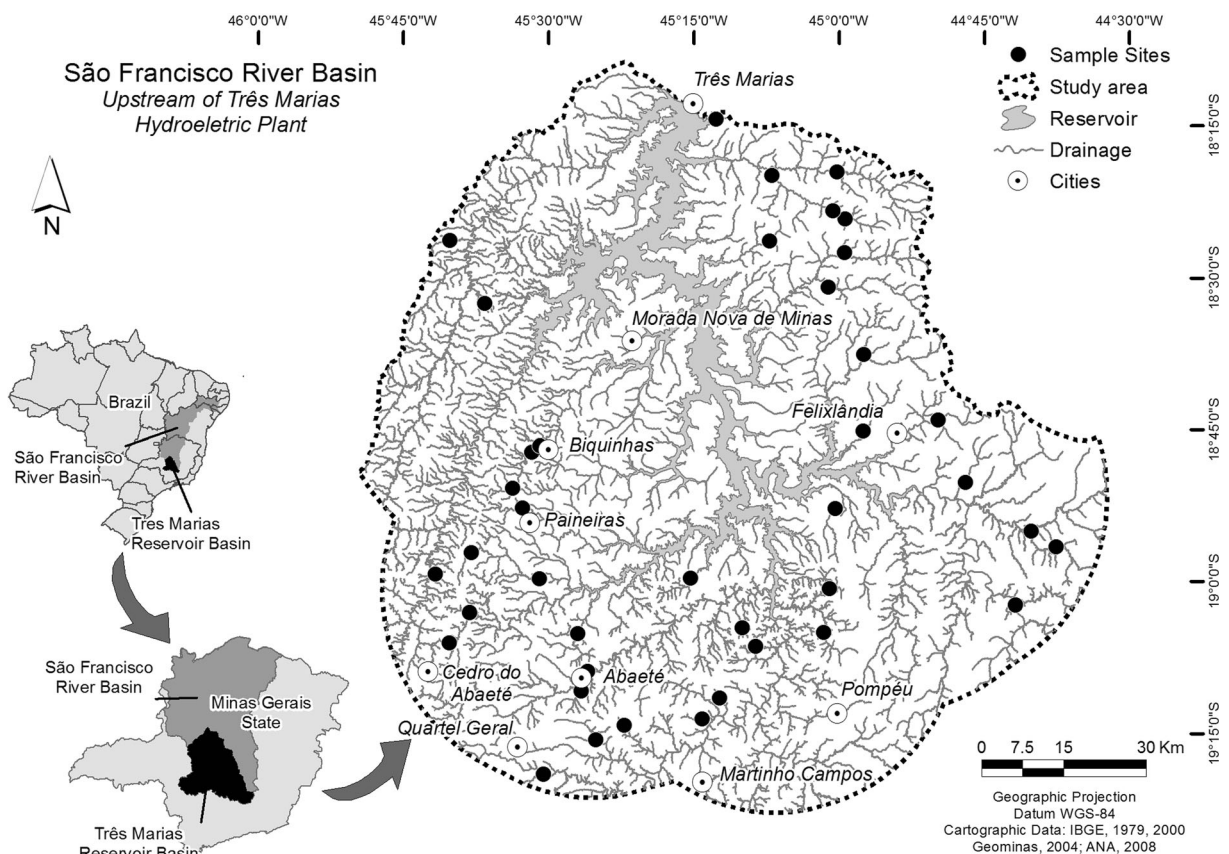 46°0'0"W
45°45'0"W
45°30'0"W
45°15'0"W
45°0'0"W
44°45'0"W
44°30'0"W
São Francisco River Basin
Upstream of Três Marias
Hydroeletric Plant
N
Três Marias
Sample Sites
Study area
Reservoir
Drainage
Cities
18°15'0"S
18°30'0"S
18°45'0"S
19°0'0"S
19°15'0"S
Morada Nova de Minas
Felixlândia
Biquinhas
Paineiras
Cedro do
Abaeté
Abaeté
Pompéu
Quartel Geral
Martinho Campos
Brazil
São Francisco
River Basin
Tres Marias
Reservoir Basin
São Francisco
River Basin
Minas Gerais
State
Três Marias
Reservoir Basin
0 7.5 15 30 Km
Geographic Projection
Datum WGS-84
Cartographic Data: IBGE, 1979, 2000
Geominas, 2004; ANA, 2008